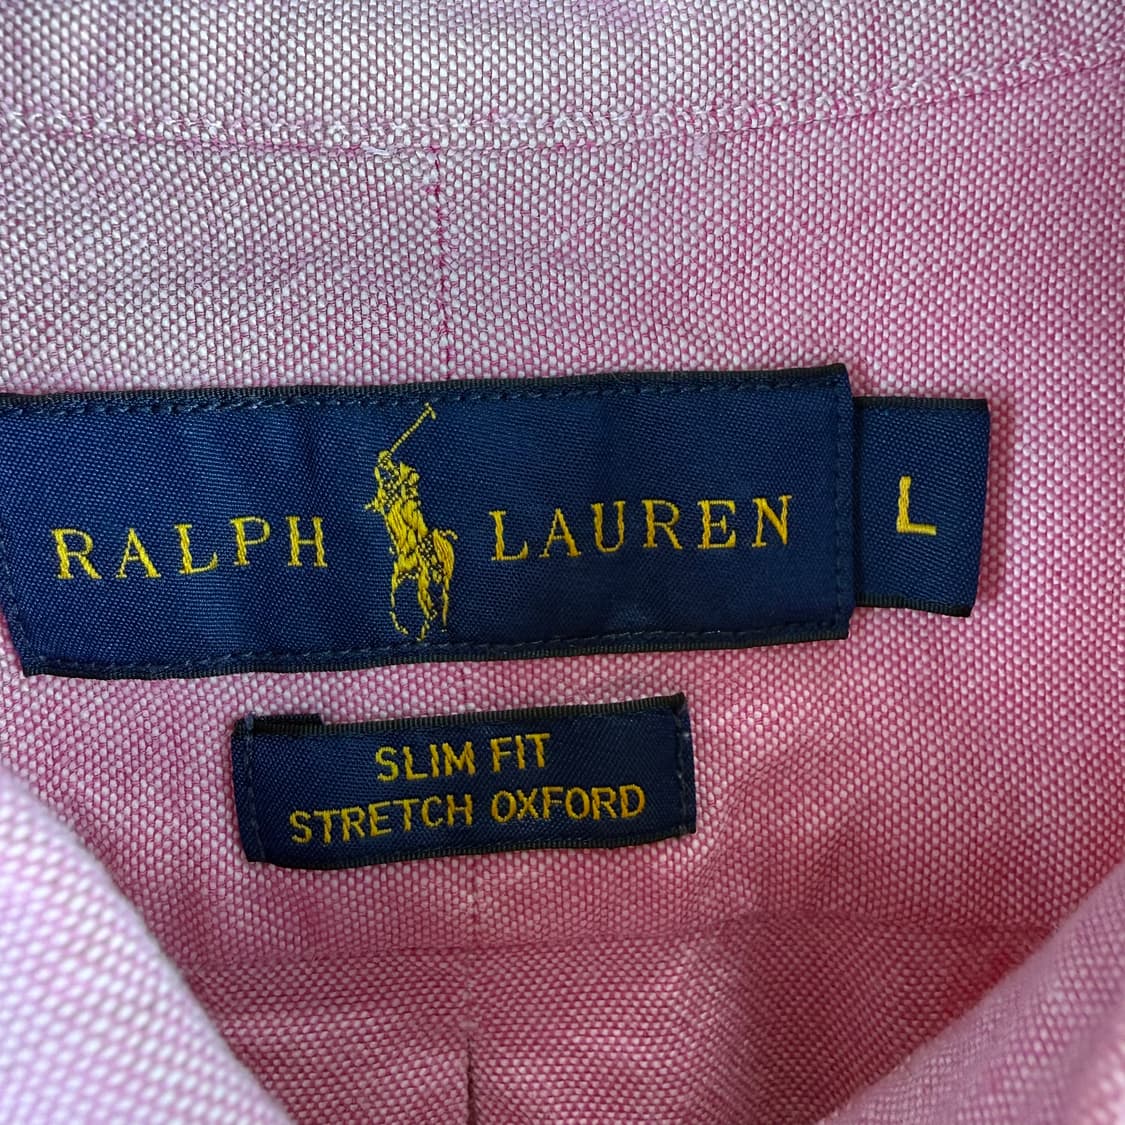 RALPH LAUREN L
SLIM FIT
STRETCH OXFORD